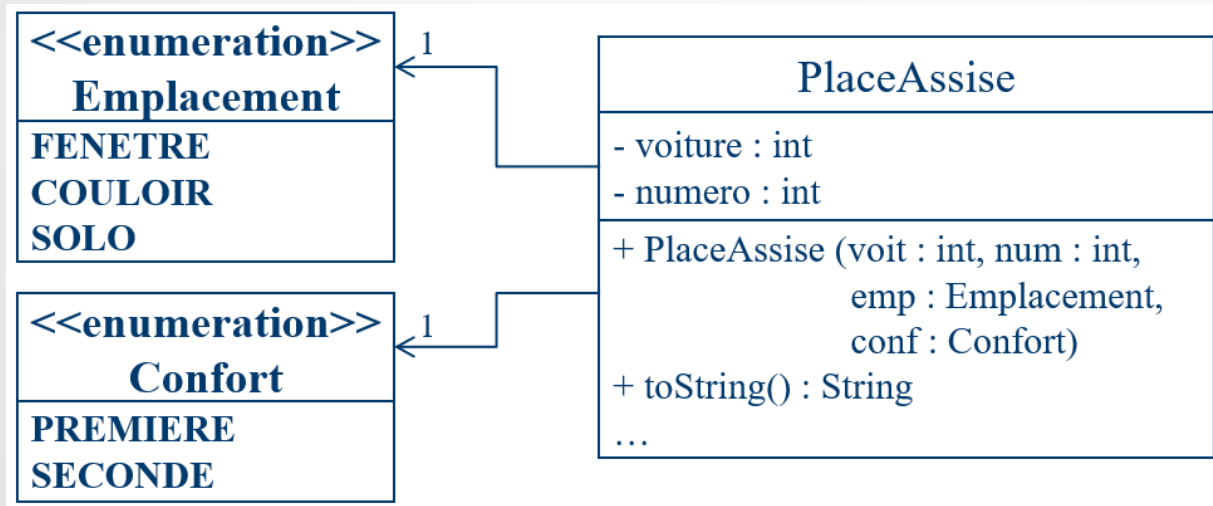 <<enumeration>>
Emplacement
FENETRE
COULOIR
SOLO
1
<<enumeration>>
Confort
PREMIERE
SECONDE
1
PlaceAssise
- voiture : int
- numero : int
+ PlaceAssise (voit : int, num : int,
emp : Emplacement,
conf : Confort)
+ toString() : String
…